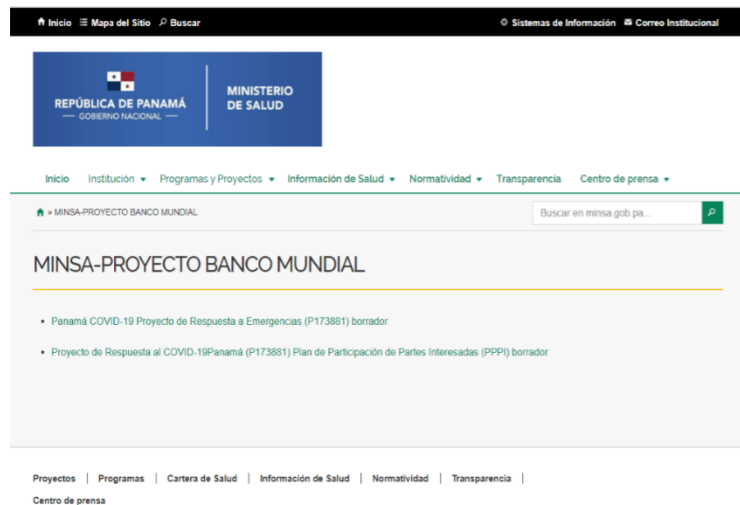 Inicio Mapa del Sitio Buscar Sistemas de Información Correo Institucional
REPÚBLICA DE PANAMÁ
— GOBIERNO NACIONAL —
MINISTERIO
DE SALUD
Inicio Institución Programas y Proyectos Información de Salud Normatividad Transparencia Centro de prensa
» MINSA-PROYECTO BANCO MUNDIAL Buscar en minsa.gob.pa...
MINSA-PROYECTO BANCO MUNDIAL
• Panamá COVID-19 Proyecto de Respuesta a Emergencias (P173881) borrador
• Proyecto de Respuesta al COVID-19Panamá (P173881) Plan de Participación de Partes Interesadas (PPPI) borrador
Proyectos | Programas | Cartera de Salud | Información de Salud | Normatividad | Transparencia |
Centro de prensa